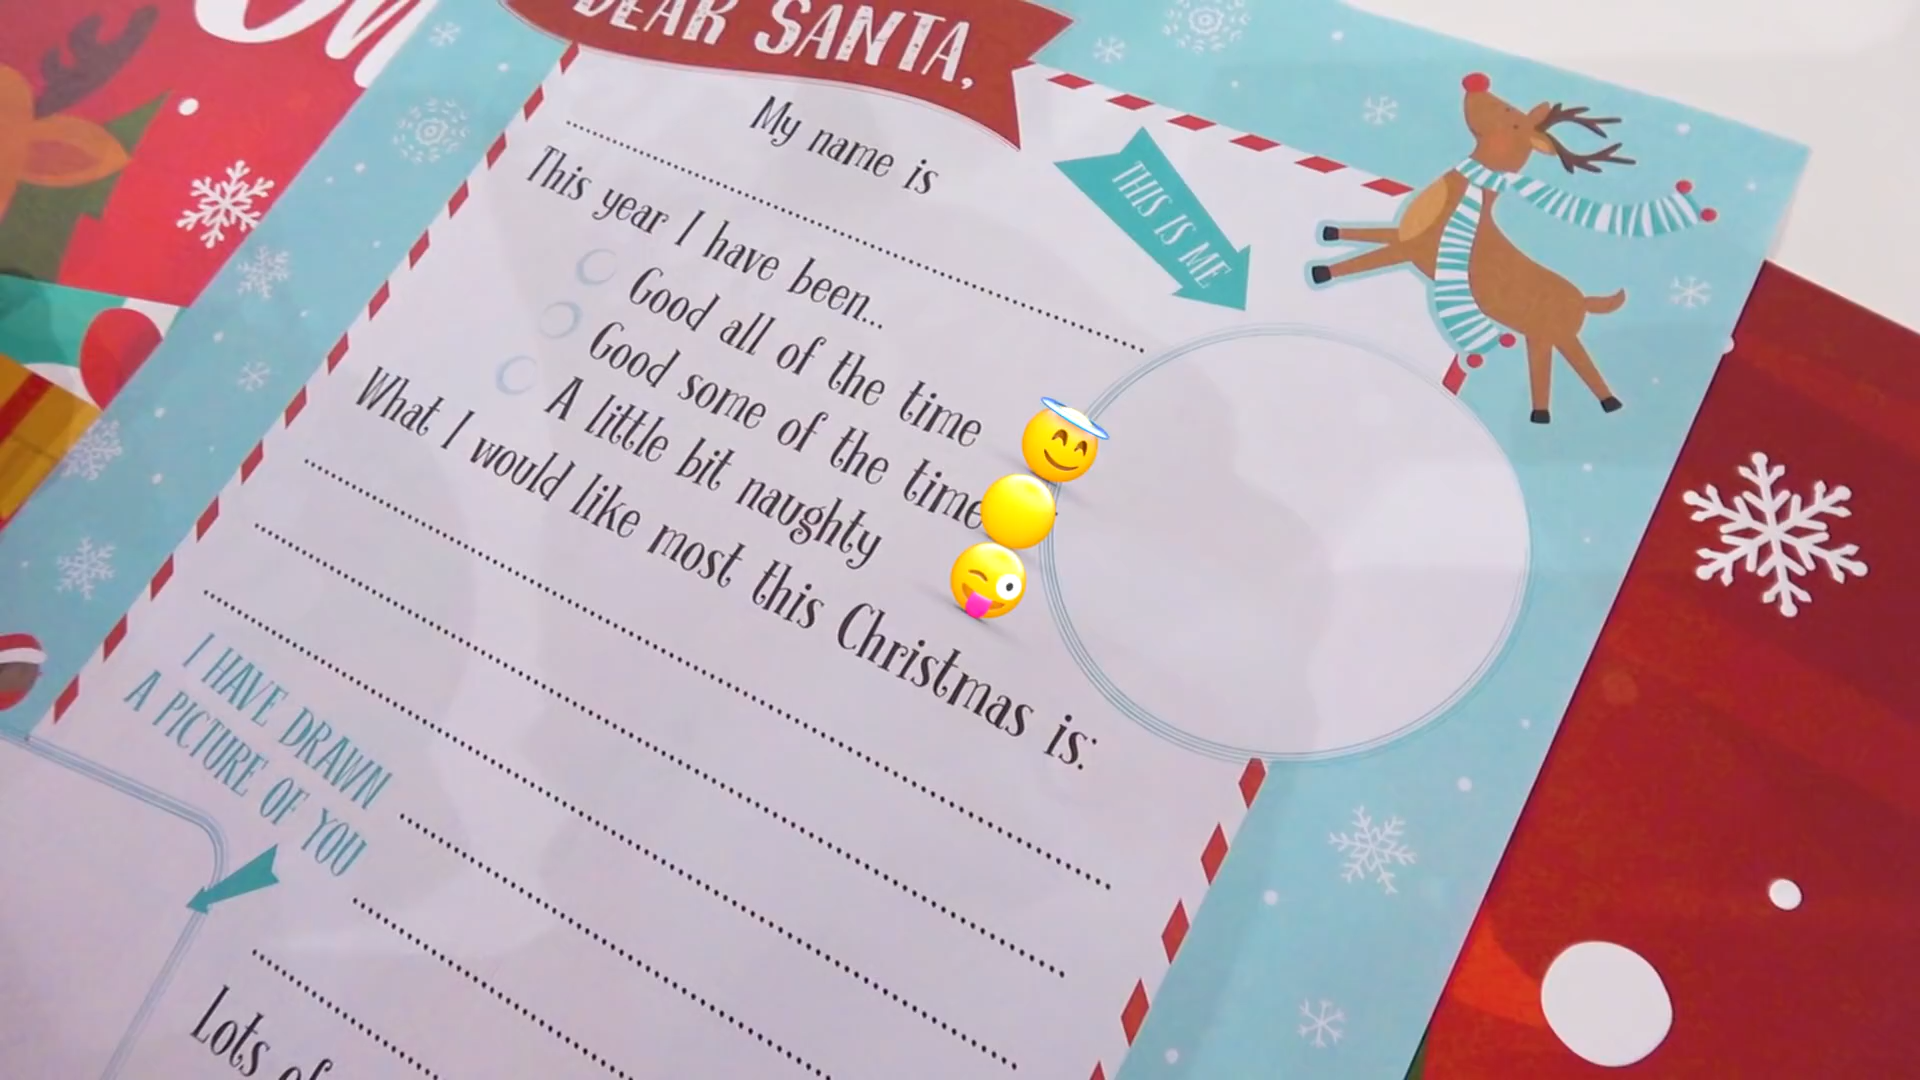 DEAR SANTA,
My name is
THIS IS ME
This year I have been...
Good all of the time
Good some of the time
A little bit naughty
What I would like most this Christmas is:
I HAVE DRAWN
A PICTURE OF YOU
Lots of